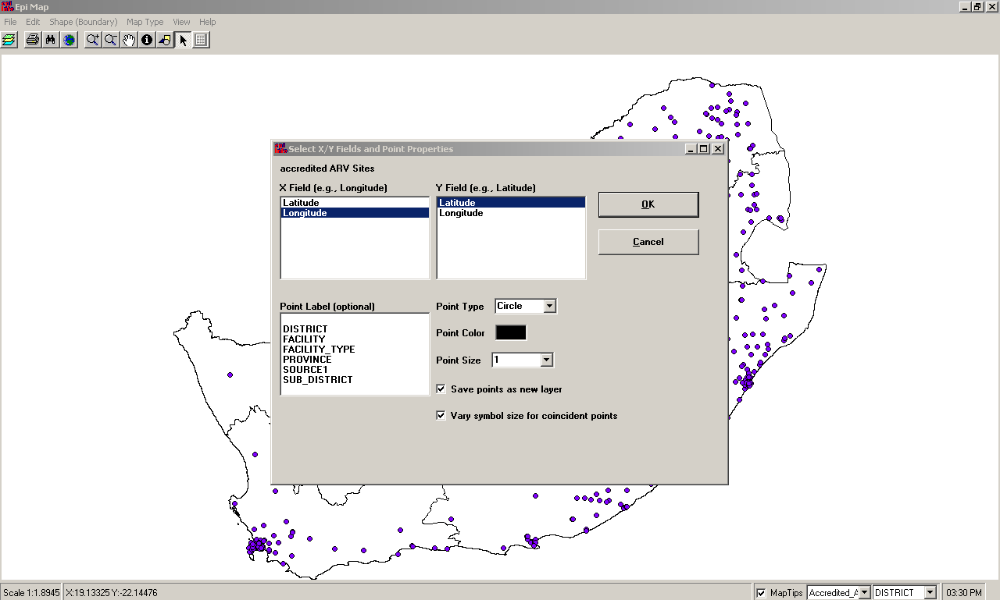 Epi Map
File Edit Shape (Boundary) Map Type View Help
Select X/Y Fields and Point Properties
accredited ARV Sites
X Field (e.g., Longitude)
Latitude
Longitude
Y Field (e.g., Latitude)
Latitude
Longitude
OK
Cancel
Point Label (optional)
DISTRICT
FACILITY
FACILITY_TYPE
PROVINCE
SOURCE1
SUB_DISTRICT
Point Type Circle
Point Color
Point Size 1
Save points as new layer
Vary symbol size for coincident points
Scale 1:1.8945 X:19.13325 Y:-22.14476 MapTips Accredited_A DISTRICT 03:30 PM